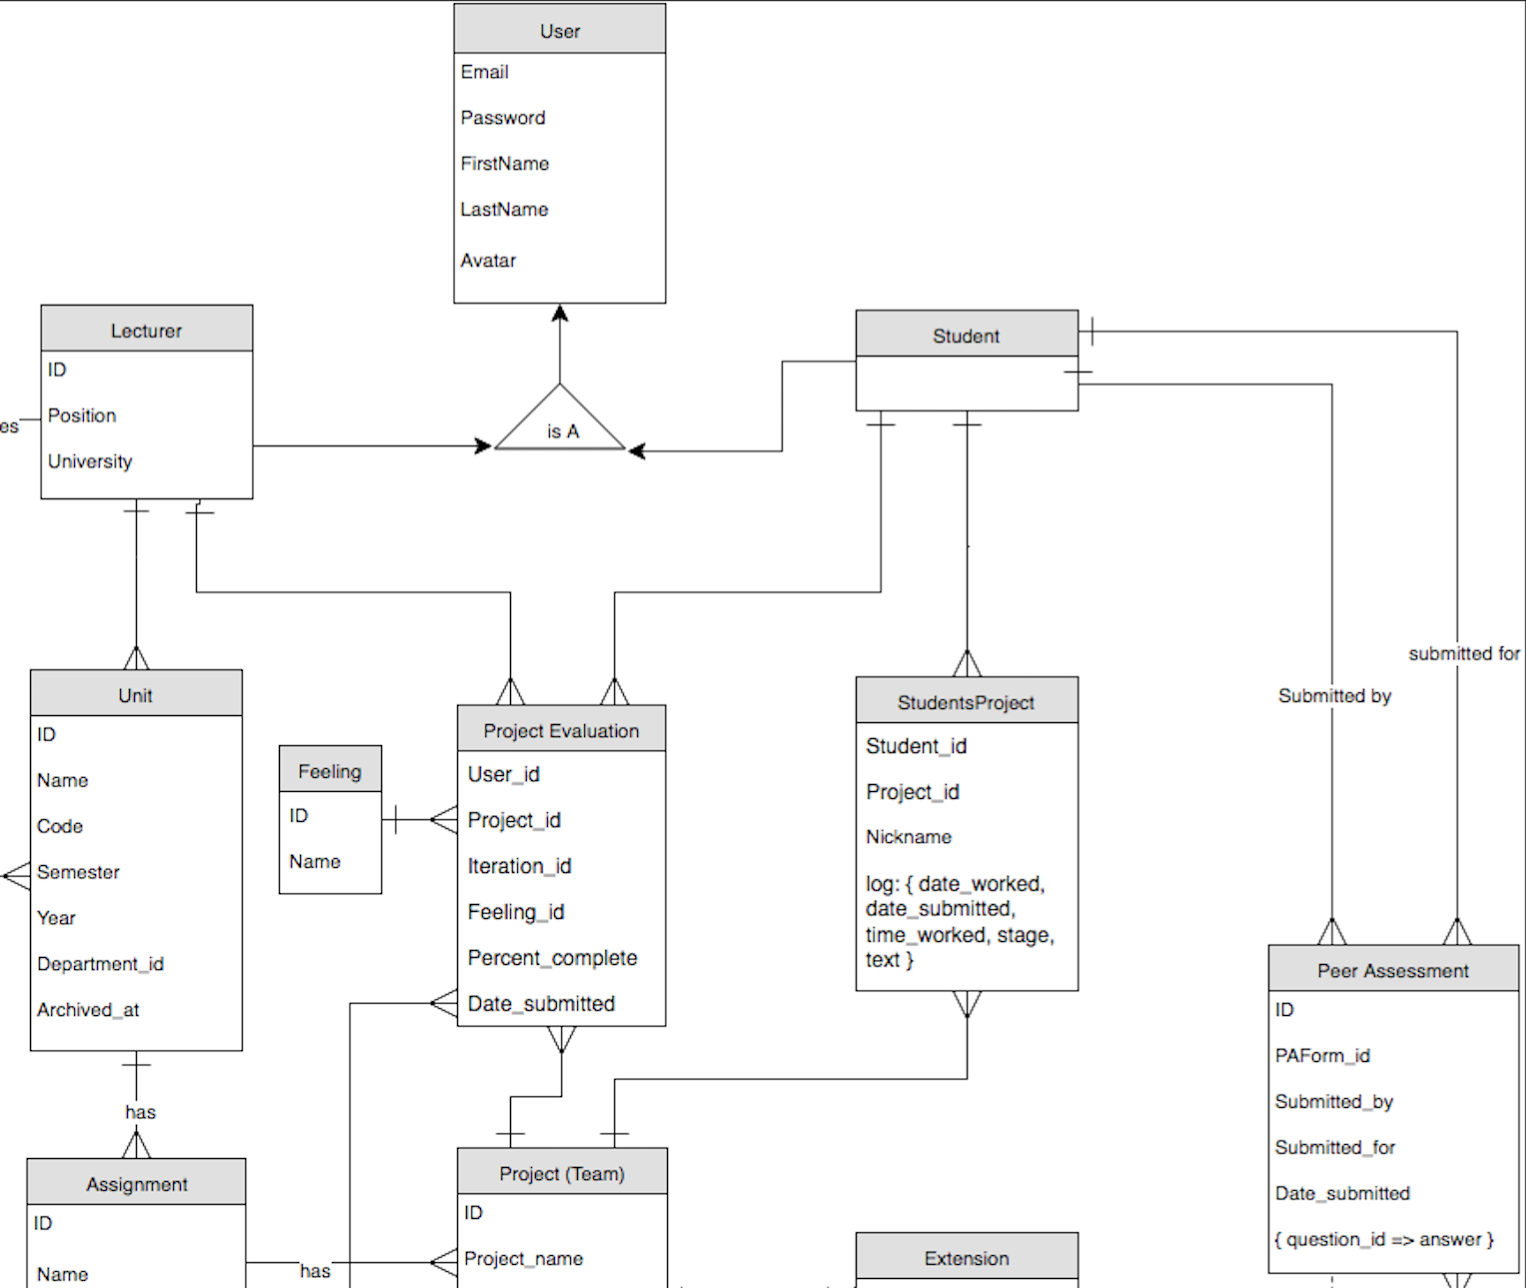 User
Email
Password
FirstName
LastName
Avatar
Lecturer
ID
Position
University
es
is A
Student
submitted for
Submitted by
Unit
ID
Name
Code
Semester
Year
Department_id
Archived_at
Feeling
ID
Name
Project Evaluation
User_id
Project_id
Iteration_id
Feeling_id
Percent_complete
Date_submitted
StudentsProject
Student_id
Project_id
Nickname
log: { date_worked,
date_submitted,
time_worked, stage,
text }
Peer Assessment
ID
PAForm_id
Submitted_by
Submitted_for
Date_submitted
{ question_id => answer }
has
Assignment
ID
Name
has
Project (Team)
ID
Project_name
Extension